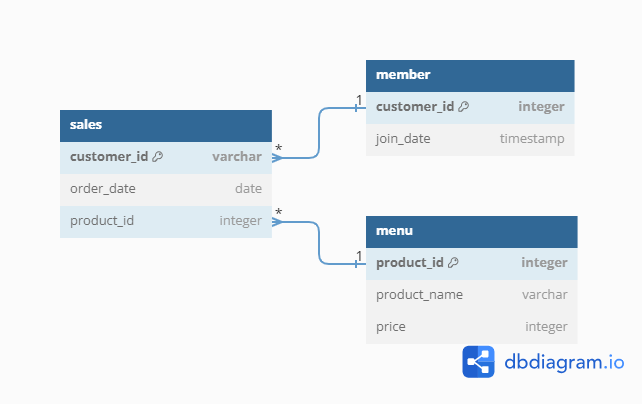 sales
customer_id varchar
order_date date
product_id integer
*
*
member
customer_id integer
join_date timestamp
1
menu
product_id integer
product_name varchar
price integer
1
dbdiagram.io